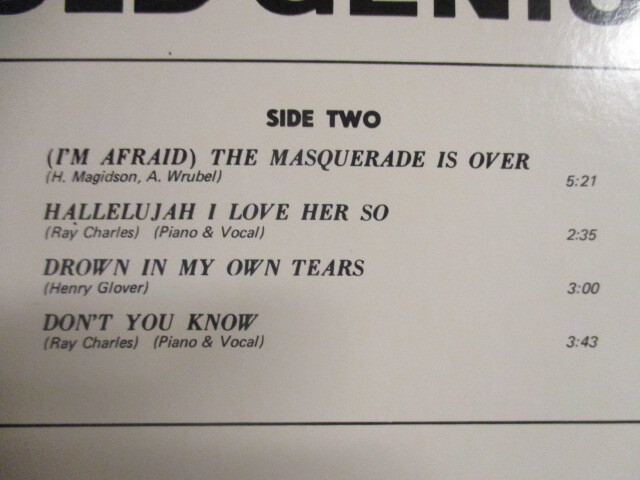 SIDE TWO
(I'M AFRAID) THE MASQUERADE IS OVER
(H. Magidson, A. Wrubel) 5:21
HALLELUJAH I LOVE HER SO
(Ray Charles) (Piano & Vocal) 2:35
DROWN IN MY OWN TEARS
(Henry Glover) 3:00
DON'T YOU KNOW
(Ray Charles) (Piano & Vocal) 3:43